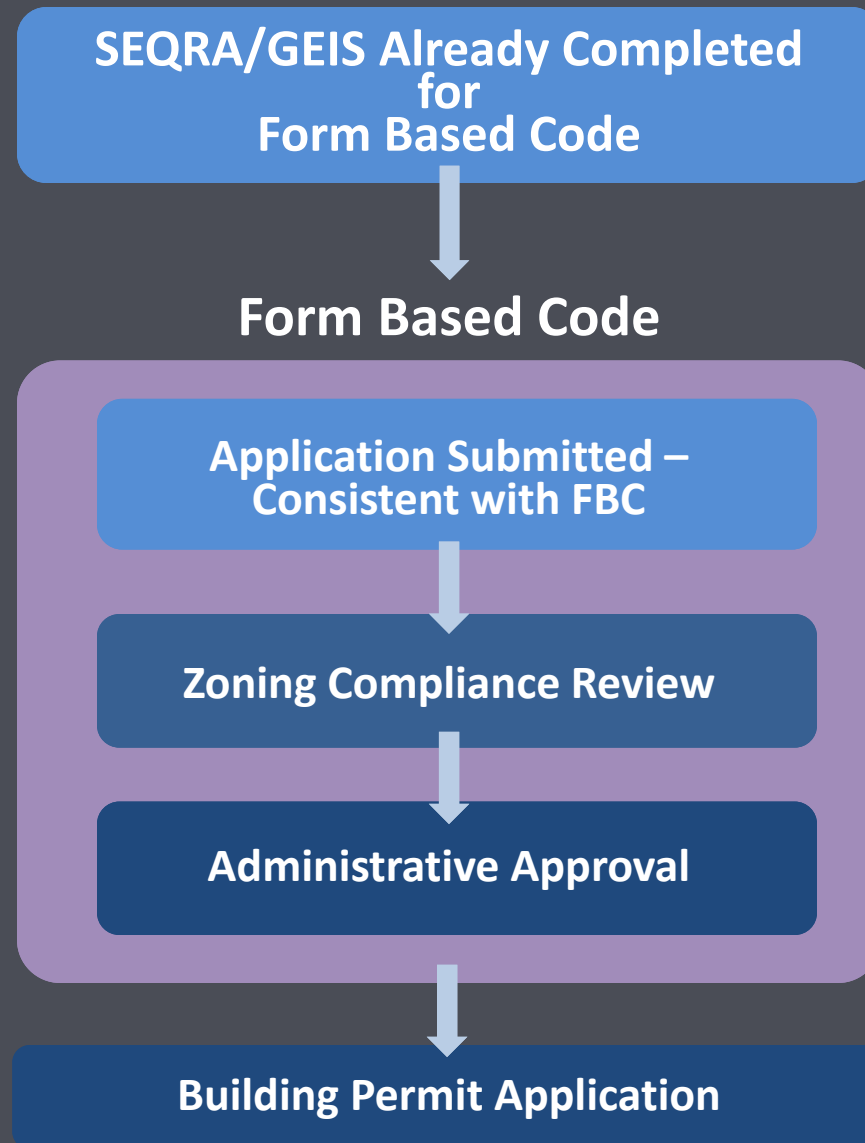 SEQRA/GEIS Already Completed
for
Form Based Code
Form Based Code
Application Submitted –
Consistent with FBC
Zoning Compliance Review
Administrative Approval
Building Permit Application